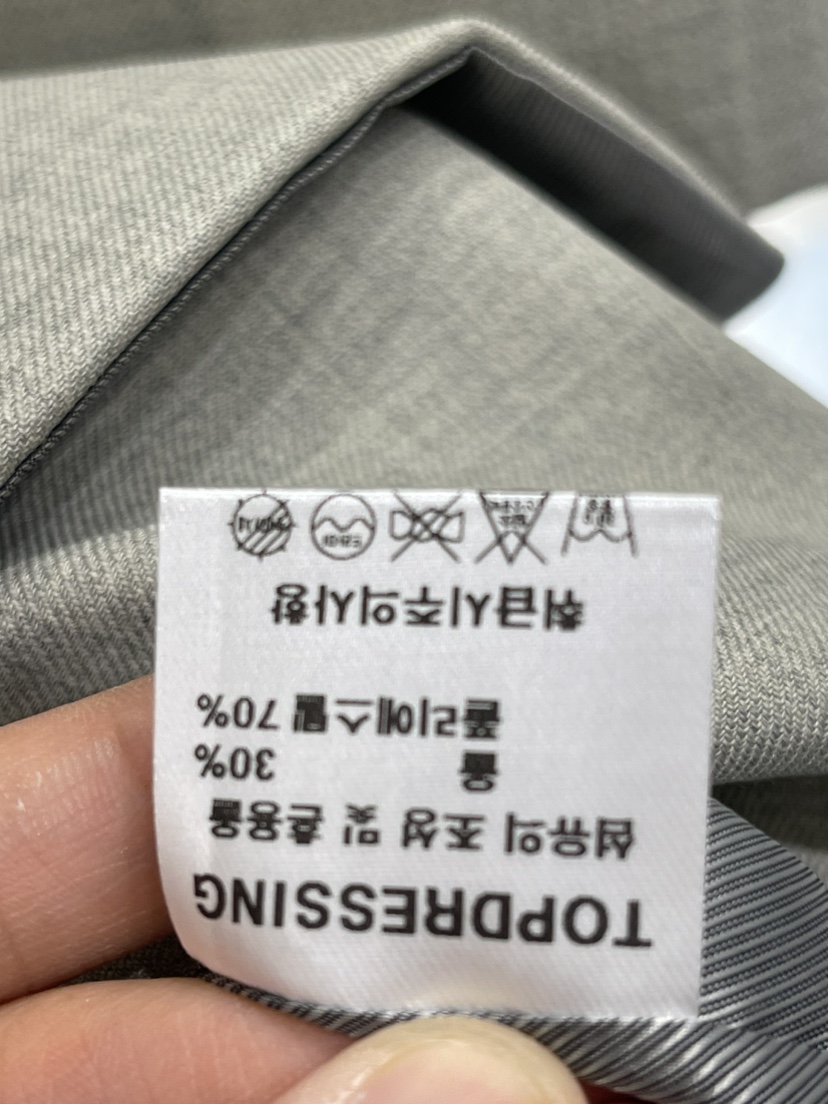 TOPDRESSING
섬유의 조성 및 혼용율
울 30%
폴리에스텔 70%
취급시주의사항